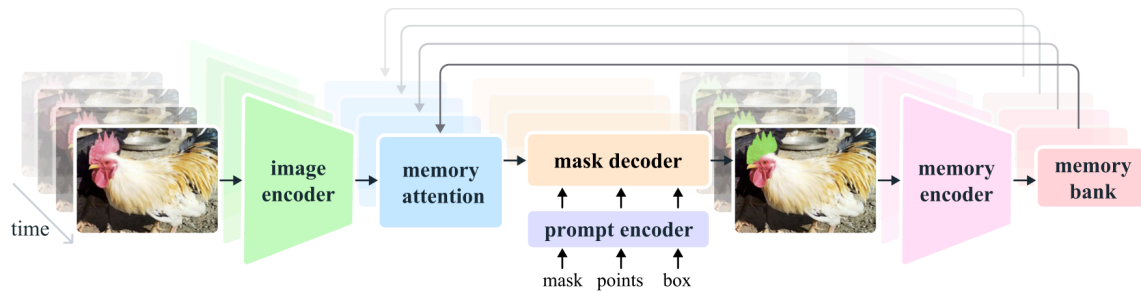 time
image
encoder
memory
attention
mask decoder
prompt encoder
mask points box
memory
encoder
memory
bank